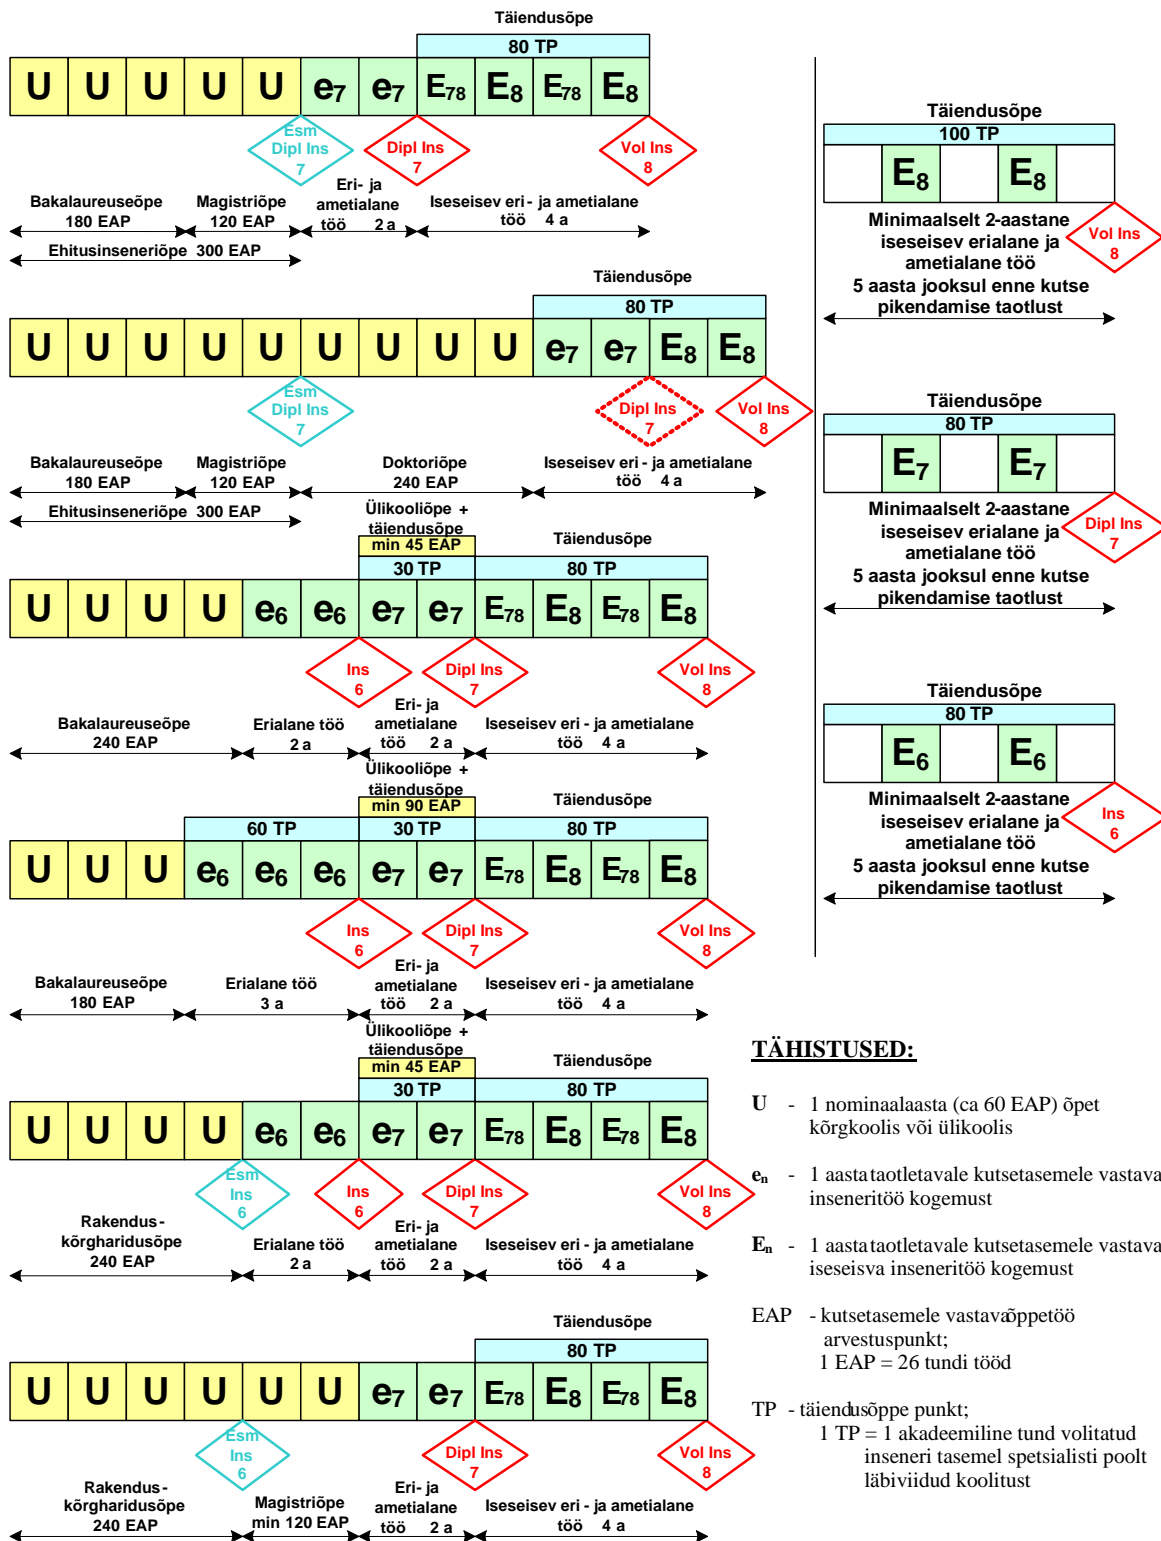 Täiendusõpe
80 TP
U U U U U e7 e7 E78 E8 E78 E8
Esm
Dipl Ins
7
Dipl Ins
7
Vol Ins
8
Bakalaureuseõpe
180 EAP
Magistriõpe
120 EAP
Eri- ja
ametialane
töö 2 a
Iseseisev eri - ja ametialane
töö 4 a
Ehitusinseneriõpe 300 EAP
Täiendusõpe
80 TP
U U U U U U U U U e7 e7 E8 E8
Esm
Dipl Ins
7
Dipl Ins
7
Vol Ins
8
Bakalaureuseõpe
180 EAP
Magistriõpe
120 EAP
Doktoriõpe
240 EAP
Iseseisev eri - ja ametialane
töö 4 a
Ehitusinseneriõpe 300 EAP
Ülikooliõpe +
täiendusõpe
min 45 EAP
30 TP
Täiendusõpe
80 TP
U U U U e6 e6 e7 e7 E78 E8 E78 E8
Ins
6
Dipl Ins
7
Vol Ins
8
Bakalaureuseõpe
240 EAP
Erialane töö
2 a
Eri- ja
ametialane
töö 2 a
Iseseisev eri - ja ametialane
töö 4 a
Ülikooliõpe +
täiendusõpe
min 90 EAP
60 TP
30 TP
Täiendusõpe
80 TP
U U U e6 e6 e6 e7 e7 E78 E8 E78 E8
Ins
6
Dipl Ins
7
Vol Ins
8
Bakalaureuseõpe
180 EAP
Erialane töö
3 a
Eri- ja
ametialane
töö 2 a
Iseseisev eri - ja ametialane
töö 4 a
Ülikooliõpe +
täiendusõpe
min 45 EAP
30 TP
Täiendusõpe
80 TP
U U U U e6 e6 e7 e7 E78 E8 E78 E8
Esm
Ins
6
Ins
6
Dipl Ins
7
Vol Ins
8
Rakendus-
kõrgharidusõpe
240 EAP
Erialane töö
2 a
Eri- ja
ametialane
töö 2 a
Iseseisev eri - ja ametialane
töö 4 a
Täiendusõpe
80 TP
U U U U U U e7 e7 E78 E8 E78 E8
Esm
Ins
6
Dipl Ins
7
Vol Ins
8
Rakendus-
kõrgharidusõpe
240 EAP
Magistriõpe
min 120 EAP
Eri- ja
ametialane
töö 2 a
Iseseisev eri - ja ametialane
töö 4 a
Täiendusõpe
100 TP
E8 E8
Minimaalselt 2-aastane
iseseisev erialane ja
ametialane töö
5 aasta jooksul enne kutse
pikendamise taotlust
Vol Ins
8
Täiendusõpe
80 TP
E7 E7
Minimaalselt 2-aastane
iseseisev erialane ja
ametialane töö
5 aasta jooksul enne kutse
pikendamise taotlust
Dipl Ins
7
Täiendusõpe
80 TP
E6 E6
Minimaalselt 2-aastane
iseseisev erialane ja
ametialane töö
5 aasta jooksul enne kutse
pikendamise taotlust
Ins
6
TÄHISTUSED:
U - 1 nominaalaasta (ca 60 EAP) õpet
kõrgkoolis või ülikoolis
en - 1 aasta taotletavale kutsetasemele vastava
inseneritöö kogemust
En - 1 aasta taotletavale kutsetasemele vastava
iseseisva inseneritöö kogemust
EAP - kutsetasemele vastava õppetöö
arvestuspunkt;
1 EAP = 26 tundi tööd
TP - täiendusõppe punkt;
1 TP = 1 akadeemiline tund volitatud
inseneri tasemel spetsialisti poolt
läbiviidud koolitust